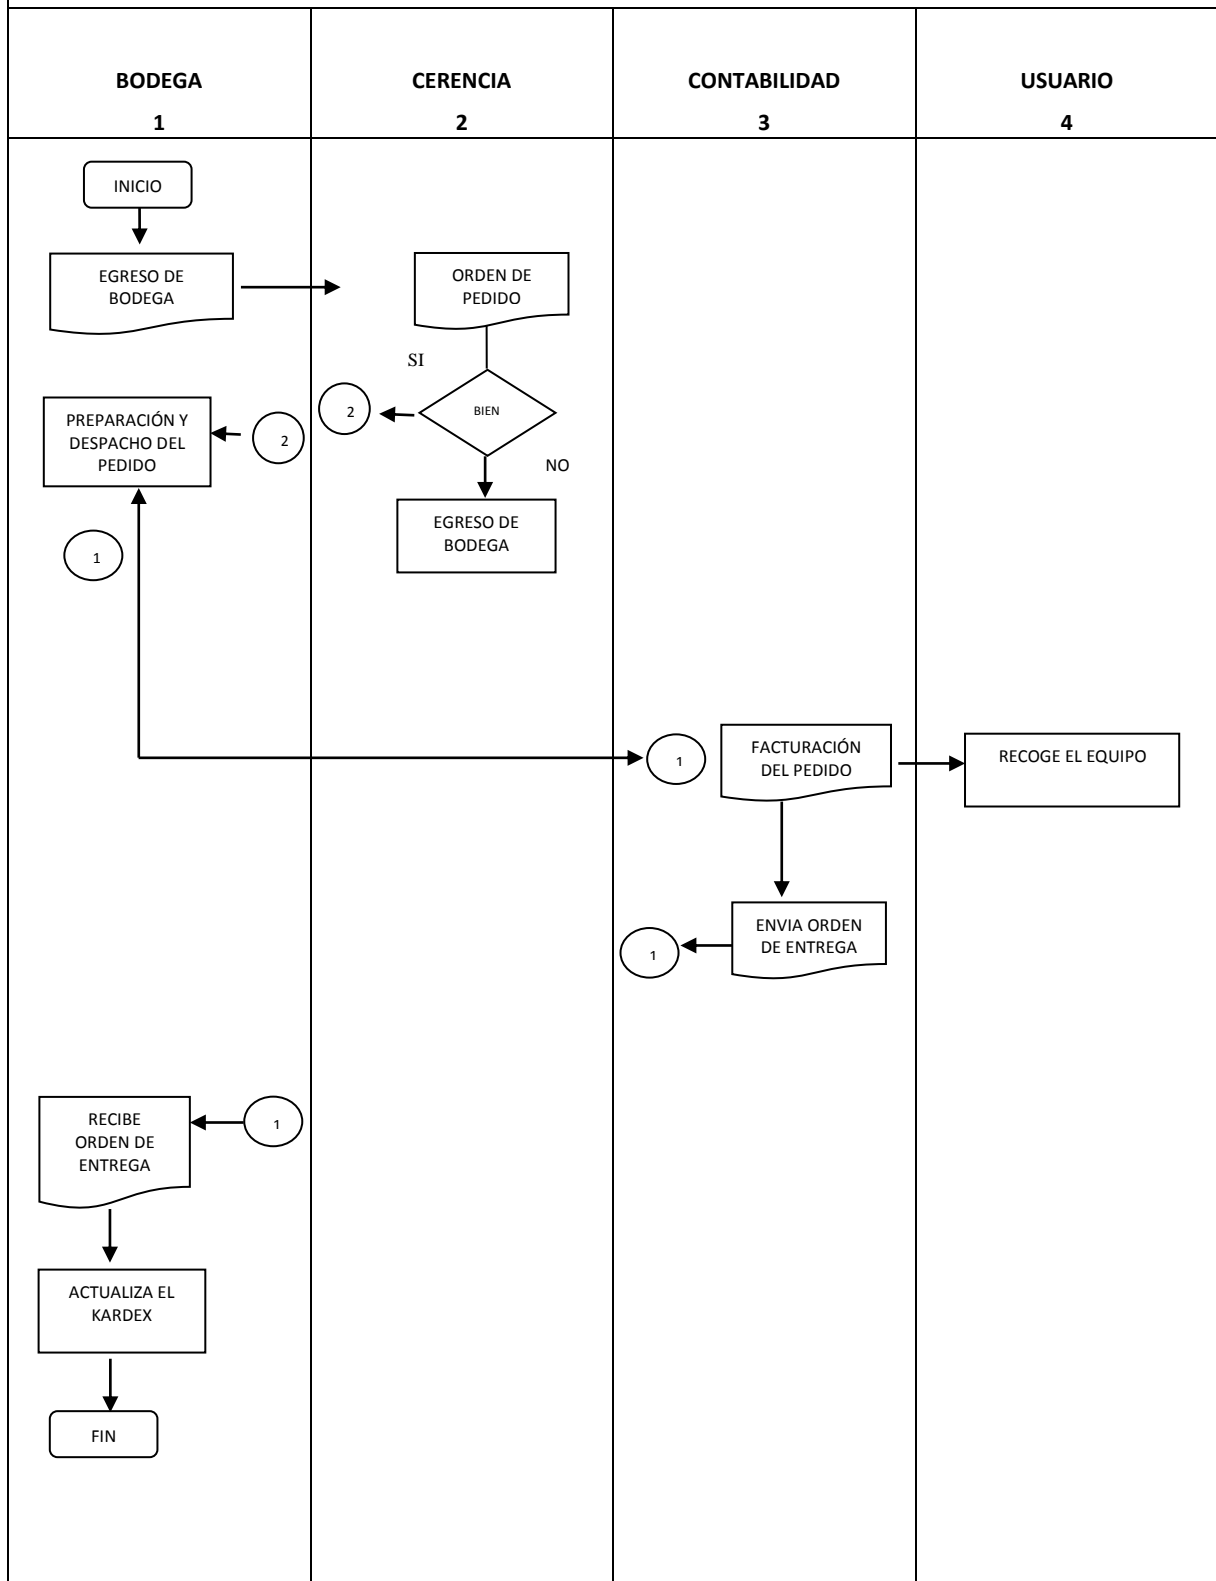 BODEGA
1
CERENCIA
2
CONTABILIDAD
3
USUARIO
4
INICIO
EGRESO DE
BODEGA
ORDEN DE
PEDIDO
SI
BIEN
2
PREPARACIÓN Y
DESPACHO DEL
PEDIDO
2
NO
EGRESO DE
BODEGA
1
1
FACTURACIÓN
DEL PEDIDO
RECOGE EL EQUIPO
ENVIA ORDEN
DE ENTREGA
1
RECIBE
ORDEN DE
ENTREGA
1
ACTUALIZA EL
KARDEX
FIN